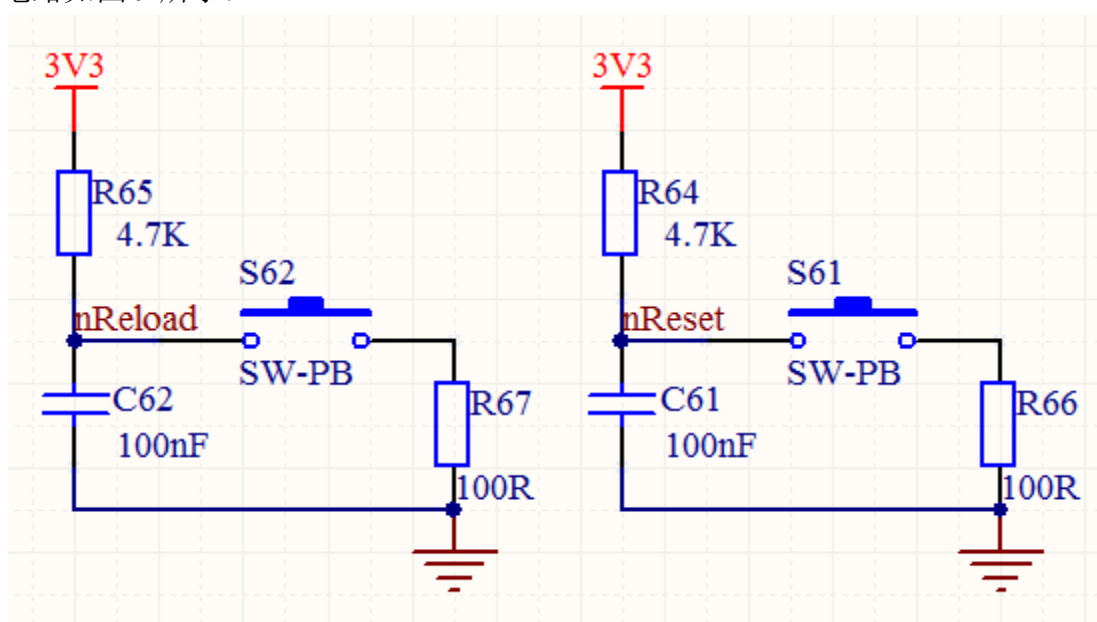 3V3
R65
4.7K
S62
nReload
SW-PB
C62
100nF
R67
100R
3V3
R64
4.7K
S61
nReset
SW-PB
C61
100nF
R66
100R